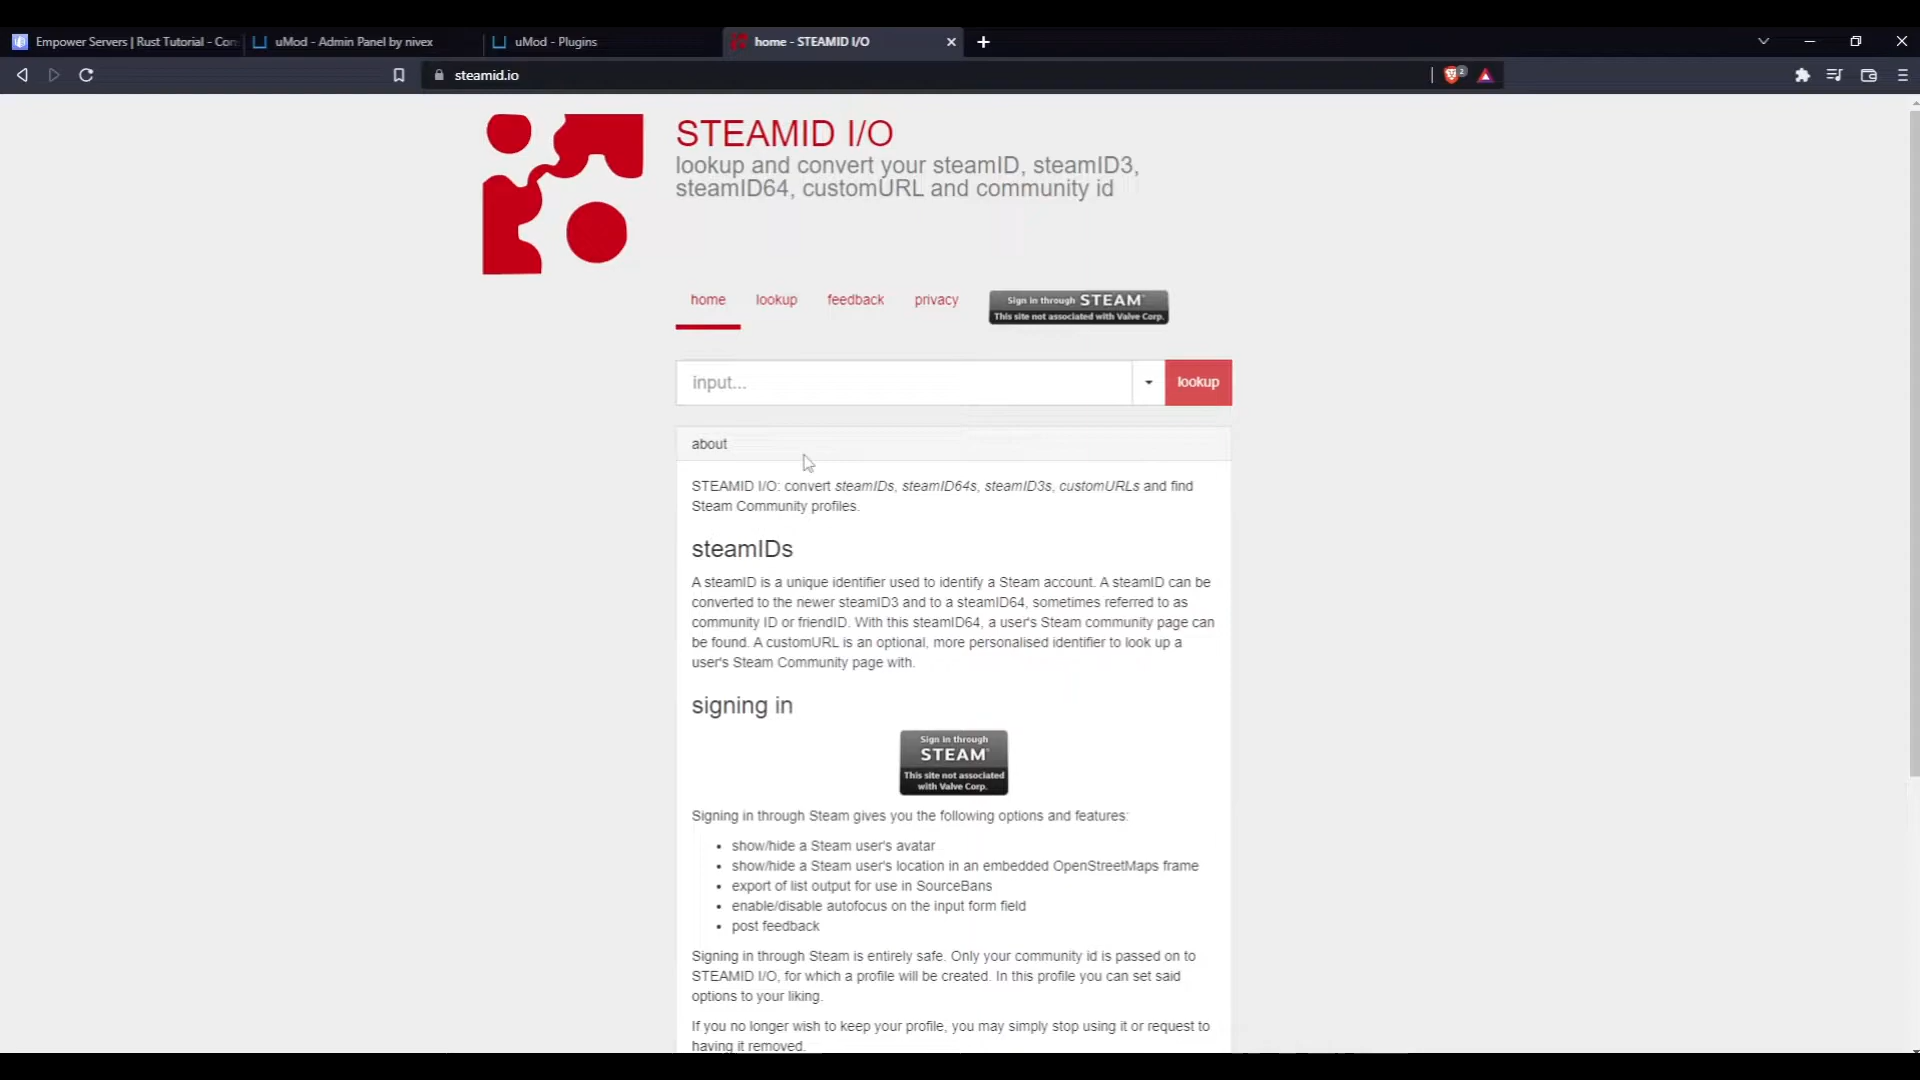 Empower Servers | Rust Tutorial - Con
uMod - Admin Panel by nivex
uMod - Plugins
home - STEAMID I/O
steamid.io
2
STEAMID I/O
lookup and convert your steamID, steamID3,
steamID64, customURL and community id
home
lookup
feedback
privacy
Sign in through STEAM
This site not associated with Valve Corp.
input...
lookup
about
STEAMID I/O: convert steamIDs, steamID64s, steamID3s, customURLs and find
Steam Community profiles.
steamIDs
A steamID is a unique identifier used to identify a Steam account. A steamID can be
converted to the newer steamID3 and to a steamID64, sometimes referred to as
community ID or friendID. With this steamID64, a user's Steam community page can
be found. A customURL is an optional, more personalised identifier to look up a
user's Steam Community page with.
signing in
Sign in through
STEAM
This site not associated
with Valve Corp.
Signing in through Steam gives you the following options and features:
• show/hide a Steam user's avatar
• show/hide a Steam user's location in an embedded OpenStreetMaps frame
• export of list output for use in SourceBans
• enable/disable autofocus on the input form field
• post feedback
Signing in through Steam is entirely safe. Only your community id is passed on to
STEAMID I/O, for which a profile will be created. In this profile you can set said
options to your liking.
If you no longer wish to keep your profile, you may simply stop using it or request to
having it removed.